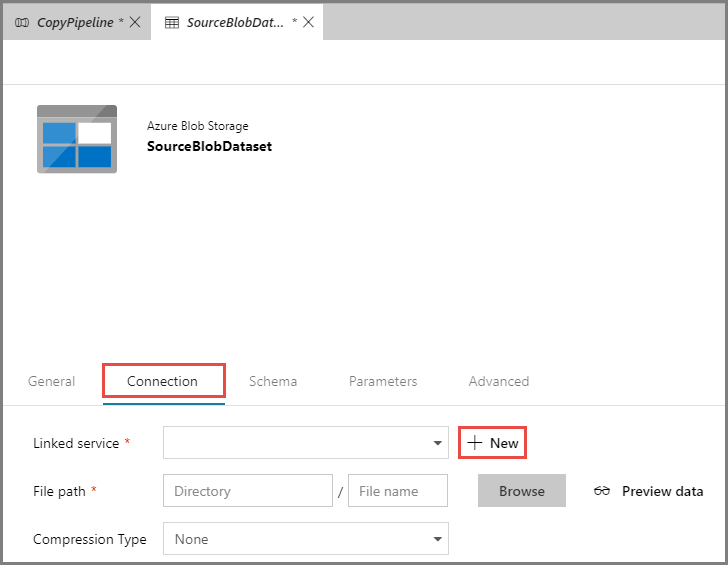 CopyPipeline * SourceBlobDat... *
Azure Blob Storage
SourceBlobDataset
General Connection Schema Parameters Advanced
Linked service * New
File path * Directory / File name Browse Preview data
Compression Type None